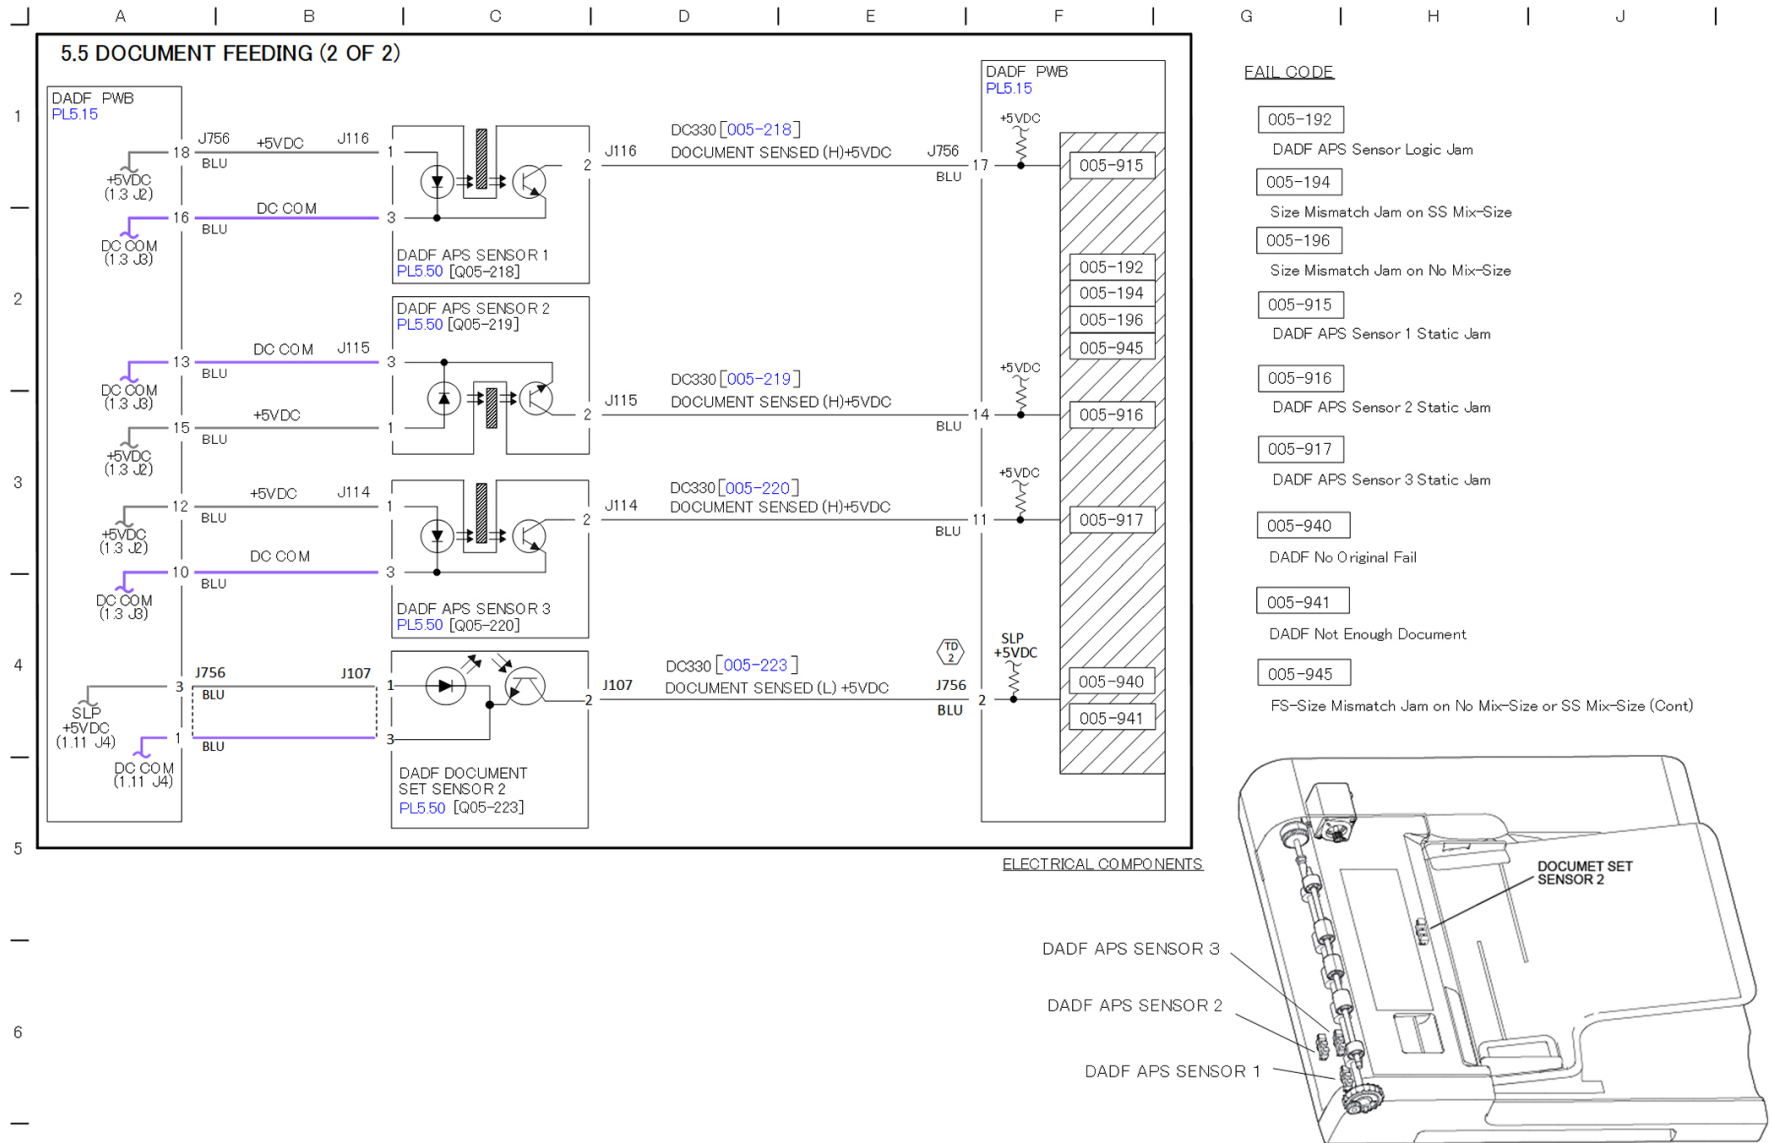 A B C D E F G H J
5.5 DOCUMENT FEEDING (2 OF 2)
1
2
3
4
5
6
DADF PWB
PL5.15
18
J756
BLU
+5VDC
J116
1
+5VDC
(1.3 J2)
16
BLU
DC COM
3
DC COM
(1.3 J3)
2
DADF APS SENSOR 1
PL5.50 [Q05-218]
J116
DC330 [005-218]
DOCUMENT SENSED (H)+5VDC
J756
BLU
17
DADF APS SENSOR 2
PL5.50 [Q05-219]
13
BLU
DC COM
J115
3
DC COM
(1.3 J3)
+5VDC
15
BLU
1
+5VDC
(1.3 J2)
2
J115
DC330 [005-219]
DOCUMENT SENSED (H)+5VDC
BLU
14
12
BLU
+5VDC
J114
1
+5VDC
(1.3 J2)
10
BLU
DC COM
3
DC COM
(1.3 J3)
2
DADF APS SENSOR 3
PL5.50 [Q05-220]
J114
DC330 [005-220]
DOCUMENT SENSED (H)+5VDC
BLU
11
3
J756
BLU
J107
1
SLP
+5VDC
(1.11 J4)
1
BLU
3
DC COM
(1.11 J4)
2
DADF DOCUMENT
SET SENSOR 2
PL5.50 [Q05-223]
J107
DC330 [005-223]
DOCUMENT SENSED (L) +5VDC
TD
2
J756
BLU
2
DADF PWB
PL5.15
+5VDC
005-915
005-192
005-194
005-196
005-945
+5VDC
005-916
+5VDC
005-917
SLP
+5VDC
005-940
005-941
FAIL CODE
005-192
DADF APS Sensor Logic Jam
005-194
Size Mismatch Jam on SS Mix-Size
005-196
Size Mismatch Jam on No Mix-Size
005-915
DADF APS Sensor 1 Static Jam
005-916
DADF APS Sensor 2 Static Jam
005-917
DADF APS Sensor 3 Static Jam
005-940
DADF No Original Fail
005-941
DADF Not Enough Document
005-945
FS-Size Mismatch Jam on No Mix-Size or SS Mix-Size (Cont)
ELECTRICAL COMPONENTS
DOCUMET SET
SENSOR 2
DADF APS SENSOR 3
DADF APS SENSOR 2
DADF APS SENSOR 1